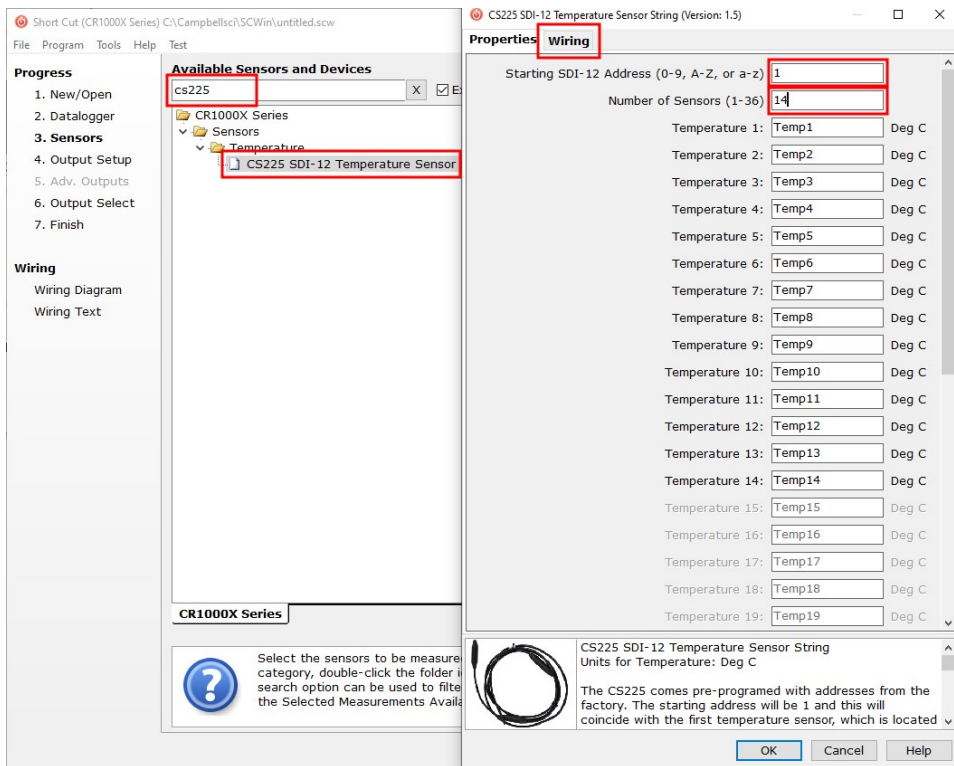 Short Cut (CR1000X Series) C:\Campbellsci\SCWin\untitled.scw
File Program Tools Help Test
Progress
1. New/Open
2. Datalogger
3. Sensors
4. Output Setup
5. Adv. Outputs
6. Output Select
7. Finish
Wiring
Wiring Diagram
Wiring Text
Available Sensors and Devices
cs225 X
CR1000X Series
Sensors
Temperature
CS225 SDI-12 Temperature Sensor
CR1000X Series
?
Select the sensors to be measure
category, double-click the folder i
search option can be used to filte
the Selected Measurements Availa
CS225 SDI-12 Temperature Sensor String (Version: 1.5)
Properties Wiring
Starting SDI-12 Address (0-9, A-Z, or a-z) 1
Number of Sensors (1-36) 14
Temperature 1: Temp1 Deg C
Temperature 2: Temp2 Deg C
Temperature 3: Temp3 Deg C
Temperature 4: Temp4 Deg C
Temperature 5: Temp5 Deg C
Temperature 6: Temp6 Deg C
Temperature 7: Temp7 Deg C
Temperature 8: Temp8 Deg C
Temperature 9: Temp9 Deg C
Temperature 10: Temp10 Deg C
Temperature 11: Temp11 Deg C
Temperature 12: Temp12 Deg C
Temperature 13: Temp13 Deg C
Temperature 14: Temp14 Deg C
Temperature 15: Temp15 Deg C
Temperature 16: Temp16 Deg C
Temperature 17: Temp17 Deg C
Temperature 18: Temp18 Deg C
Temperature 19: Temp19 Deg C
CS225 SDI-12 Temperature Sensor String
Units for Temperature: Deg C
The CS225 comes pre-programed with addresses from the
factory. The starting address will be 1 and this will
coincide with the first temperature sensor, which is located
OK Cancel Help